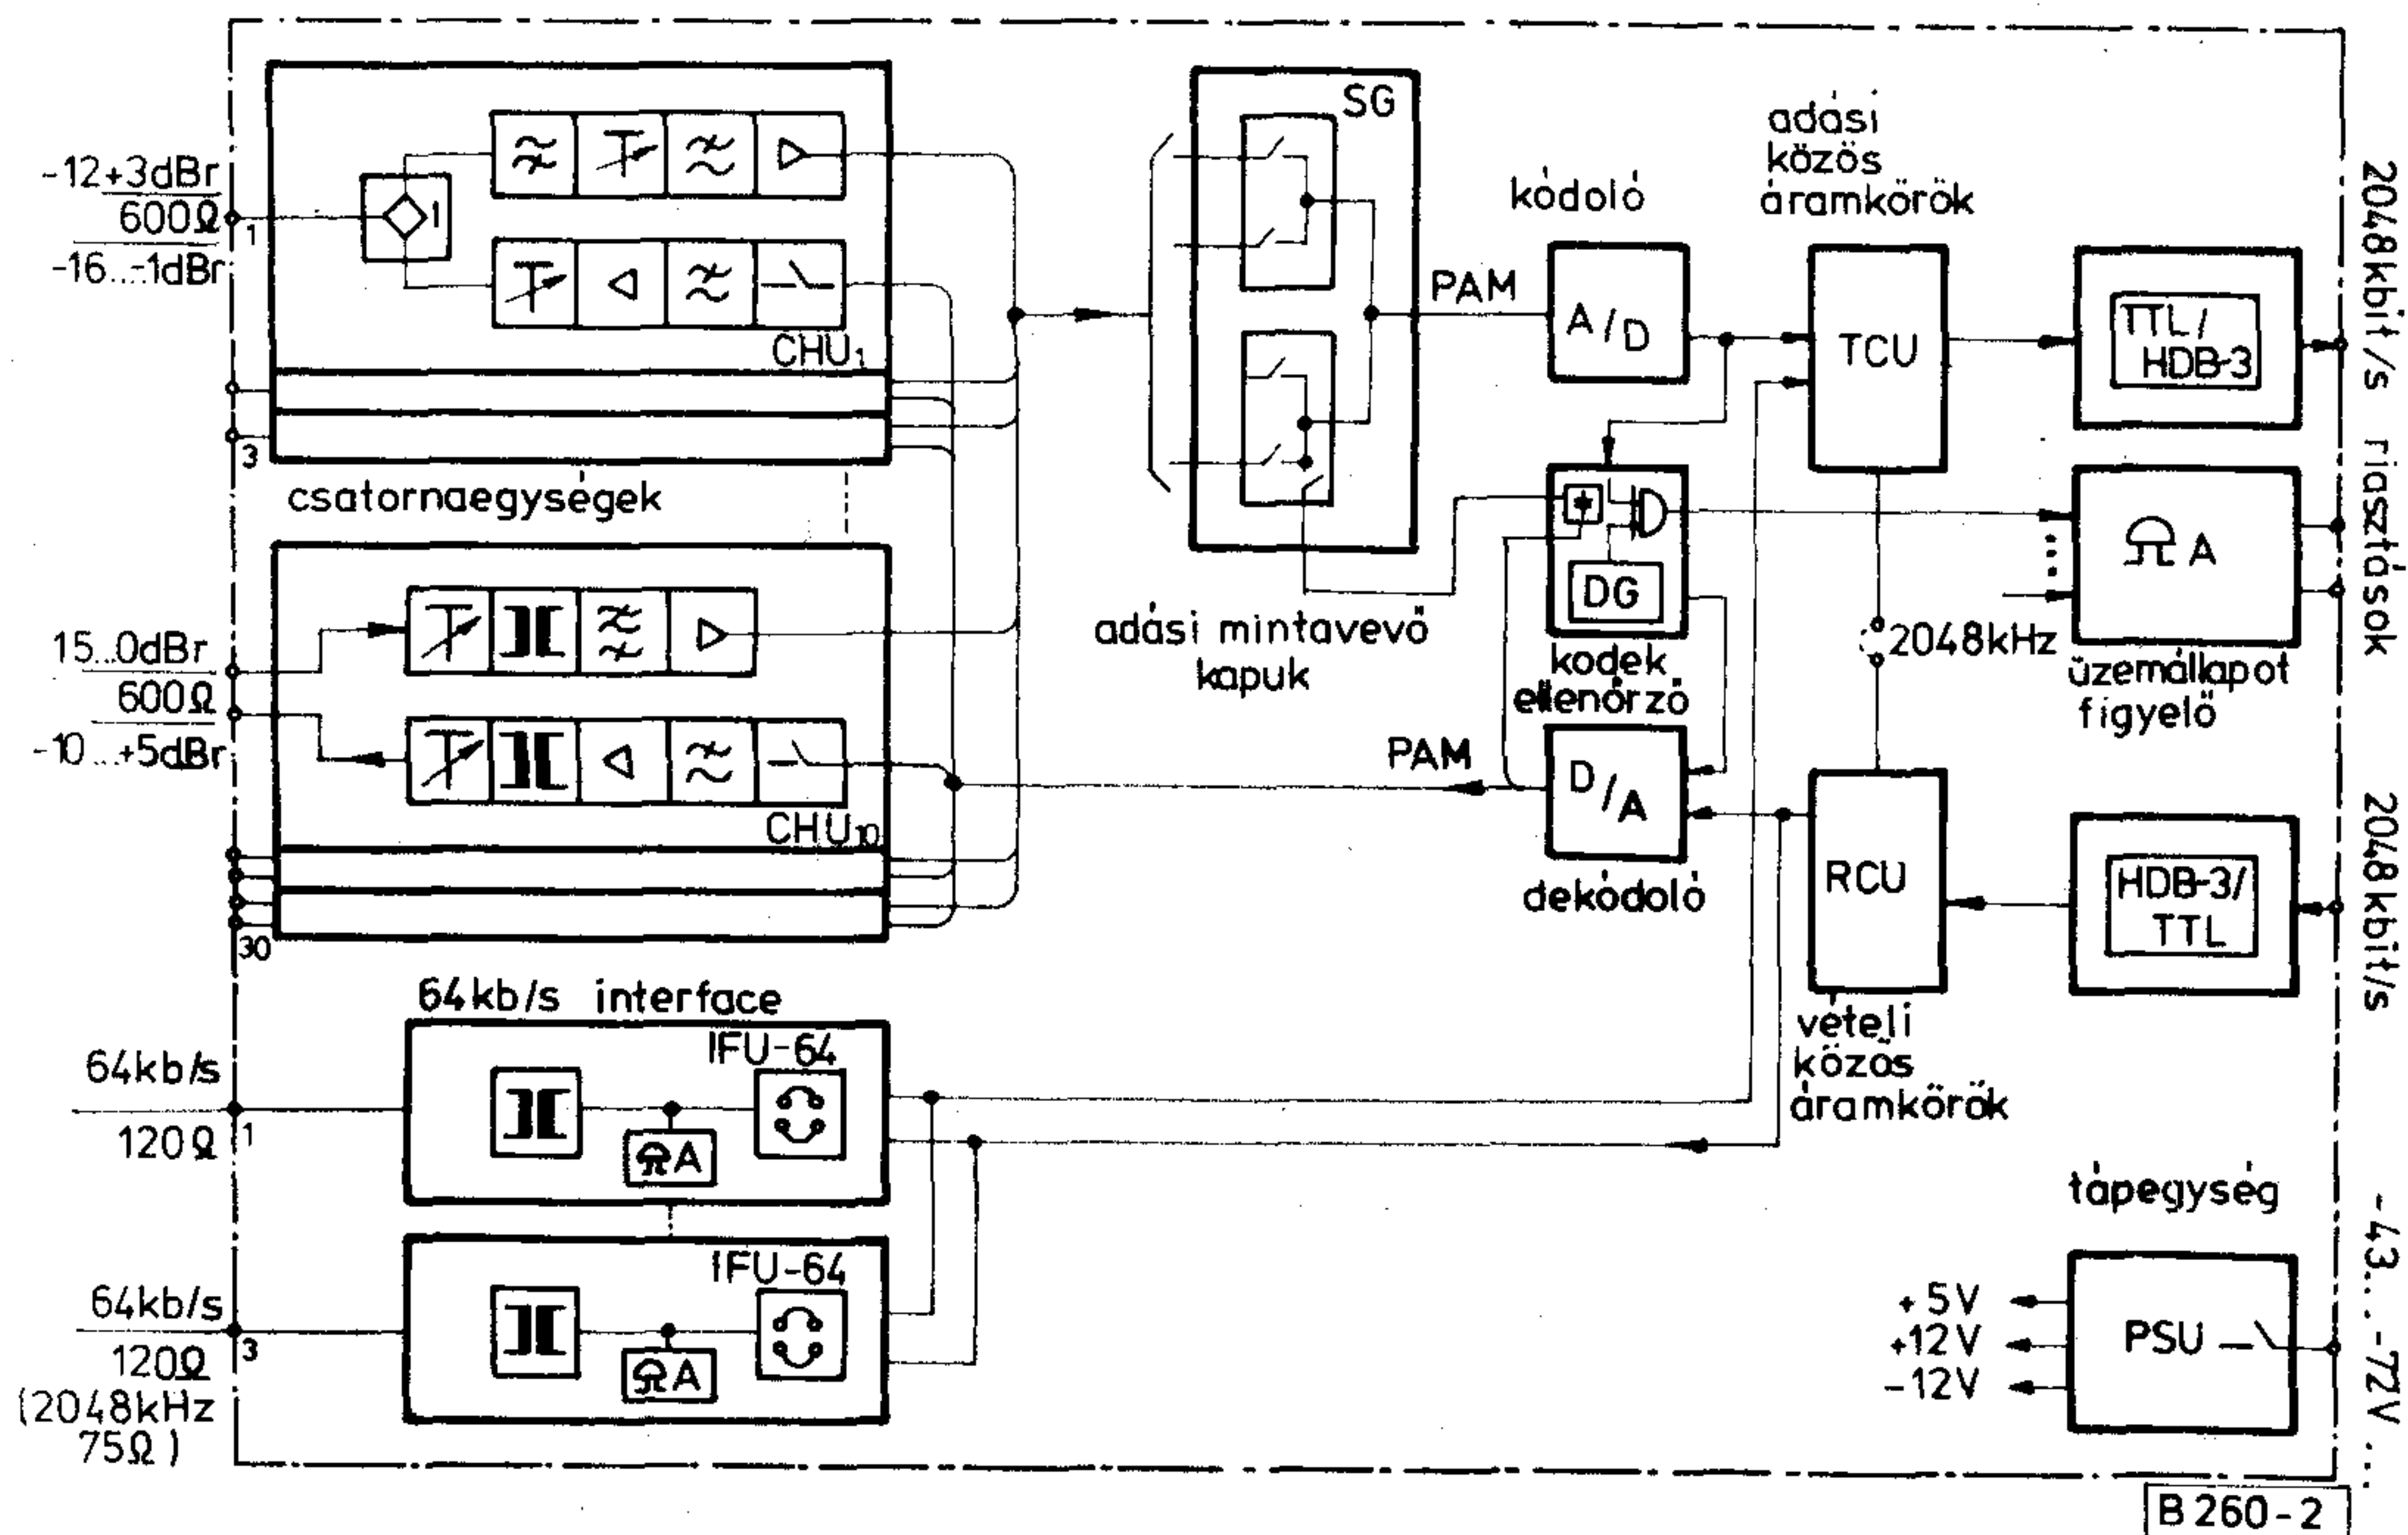 -12+3dBr
600Ω
-16...-1dBr
1
3
CHU1
csatornaegységek
15...0dBr
600Ω
-10...+5dBr
CHU10
30
64kb/s interface
IFU-64
64kb/s
120Ω
1
A
IFU-64
64kb/s
120Ω
3
(2048kHz
75Ω)
A
SG
adási mintavevő
kapuk
PAM
kódoló
A/D
adási
közös
áramkörök
TCU
TTL/
HDB-3
2048kbit/s
DG
kodek
ellenőrző
A
üzemállapot
figyelő
riasztások
2048kHz
PAM
D/A
dekódoló
RCU
vételi
közös
áramkörök
HDB-3/
TTL
2048kbit/s
tápegység
+5V
+12V
-12V
PSU
-43...-72V...
B260-2